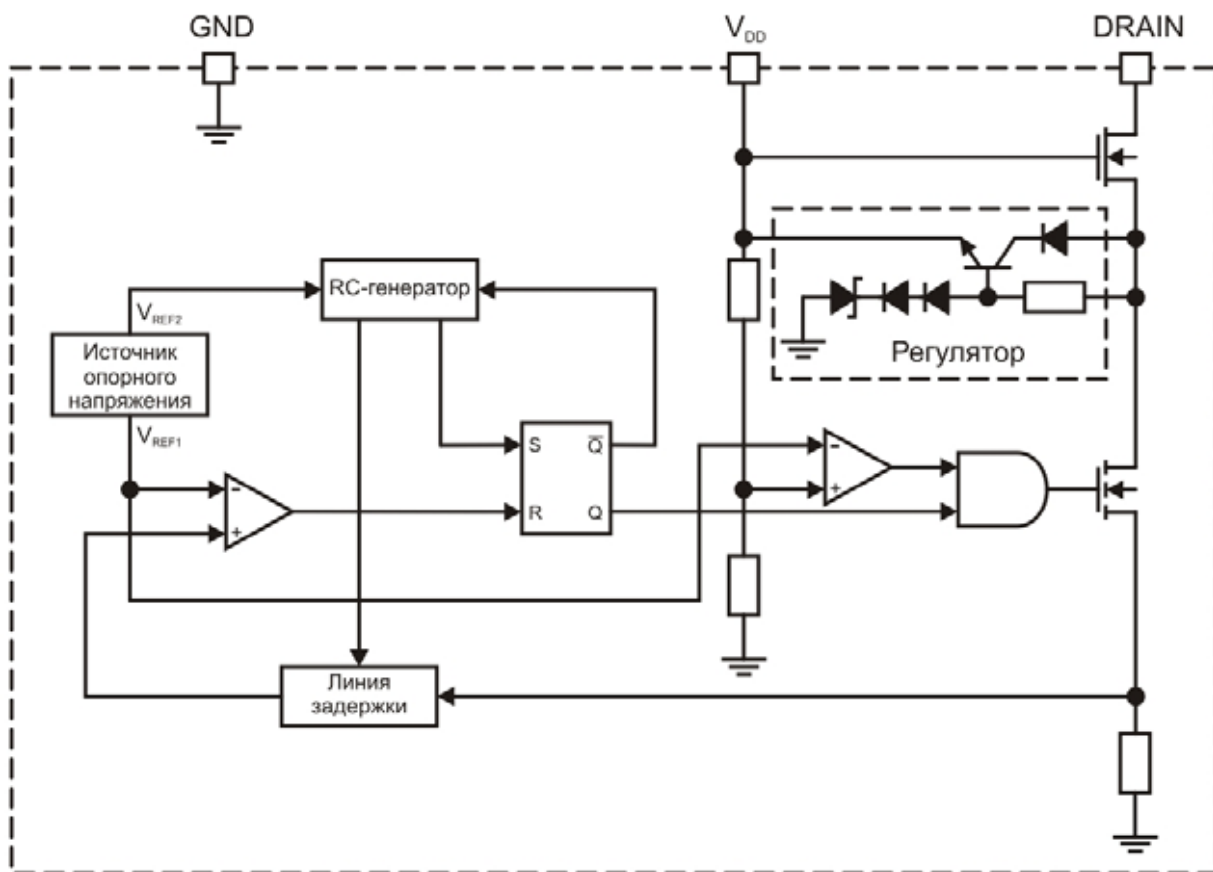 GND
VDD
DRAIN
RC-генератор
VREF2
Источник
опорного
напряжения
VREF1
Регулятор
S
Q̅
R
Q
-
+
-
+
Линия
задержки